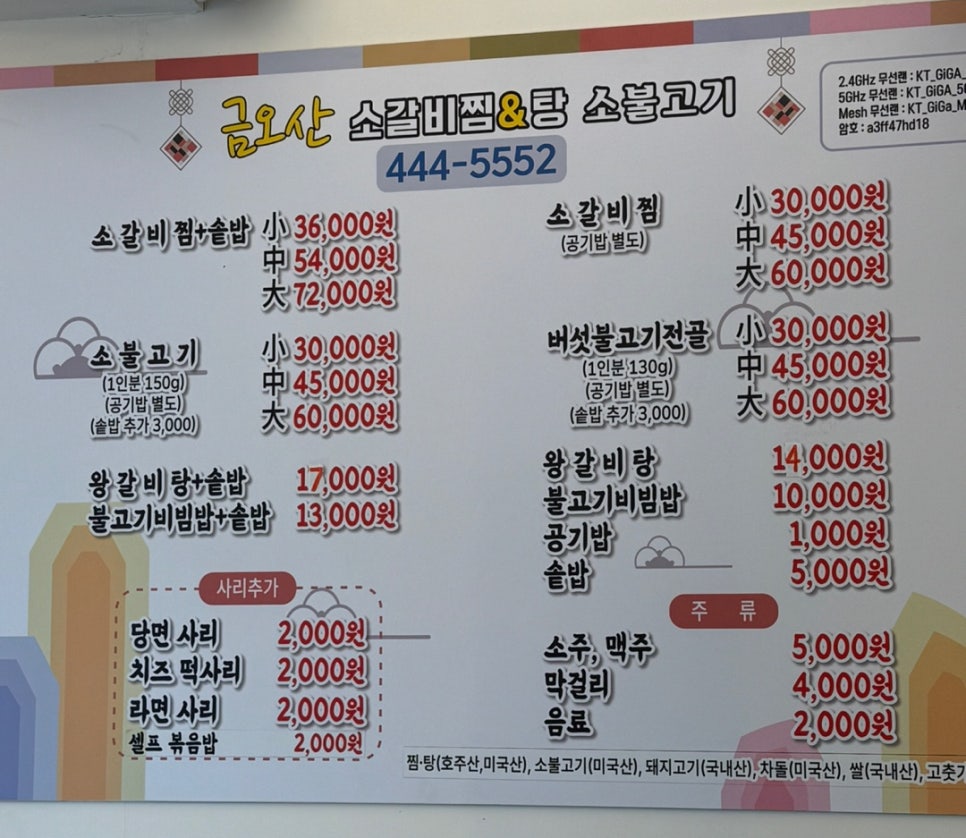 금오산 소갈비찜&탕 소불고기
444-5552
2.4GHz 무선랜 : KT_GiGA_
5GHz 무선랜 : KT_GiGA_5G
Mesh 무선랜 : KT_GiGa_M
암호 : a3ff47hd18
소갈비찜+솥밥 小 36,000원
中 54,000원
大 72,000원
소불고기 小 30,000원
(1인분 150g)
(공기밥 별도) 中 45,000원
(솥밥 추가 3,000) 大 60,000원
왕갈비탕+솥밥 17,000원
불고기비빔밥+솥밥 13,000원
사리추가
당면 사리 2,000원
치즈 떡사리 2,000원
라면 사리 2,000원
셀프 볶음밥 2,000원
소갈비찜 小 30,000원
(공기밥 별도) 中 45,000원
大 60,000원
버섯불고기전골 小 30,000원
(1인분 130g) 中 45,000원
(공기밥 별도)
(솥밥 추가 3,000) 大 60,000원
왕갈비탕 14,000원
불고기비빔밥 10,000원
공기밥 1,000원
솥밥 5,000원
주 류
소주, 맥주 5,000원
막걸리 4,000원
음료 2,000원
찜·탕(호주산,미국산), 소불고기(미국산), 돼지고기(국내산), 차돌(미국산), 쌀(국내산), 고춧가